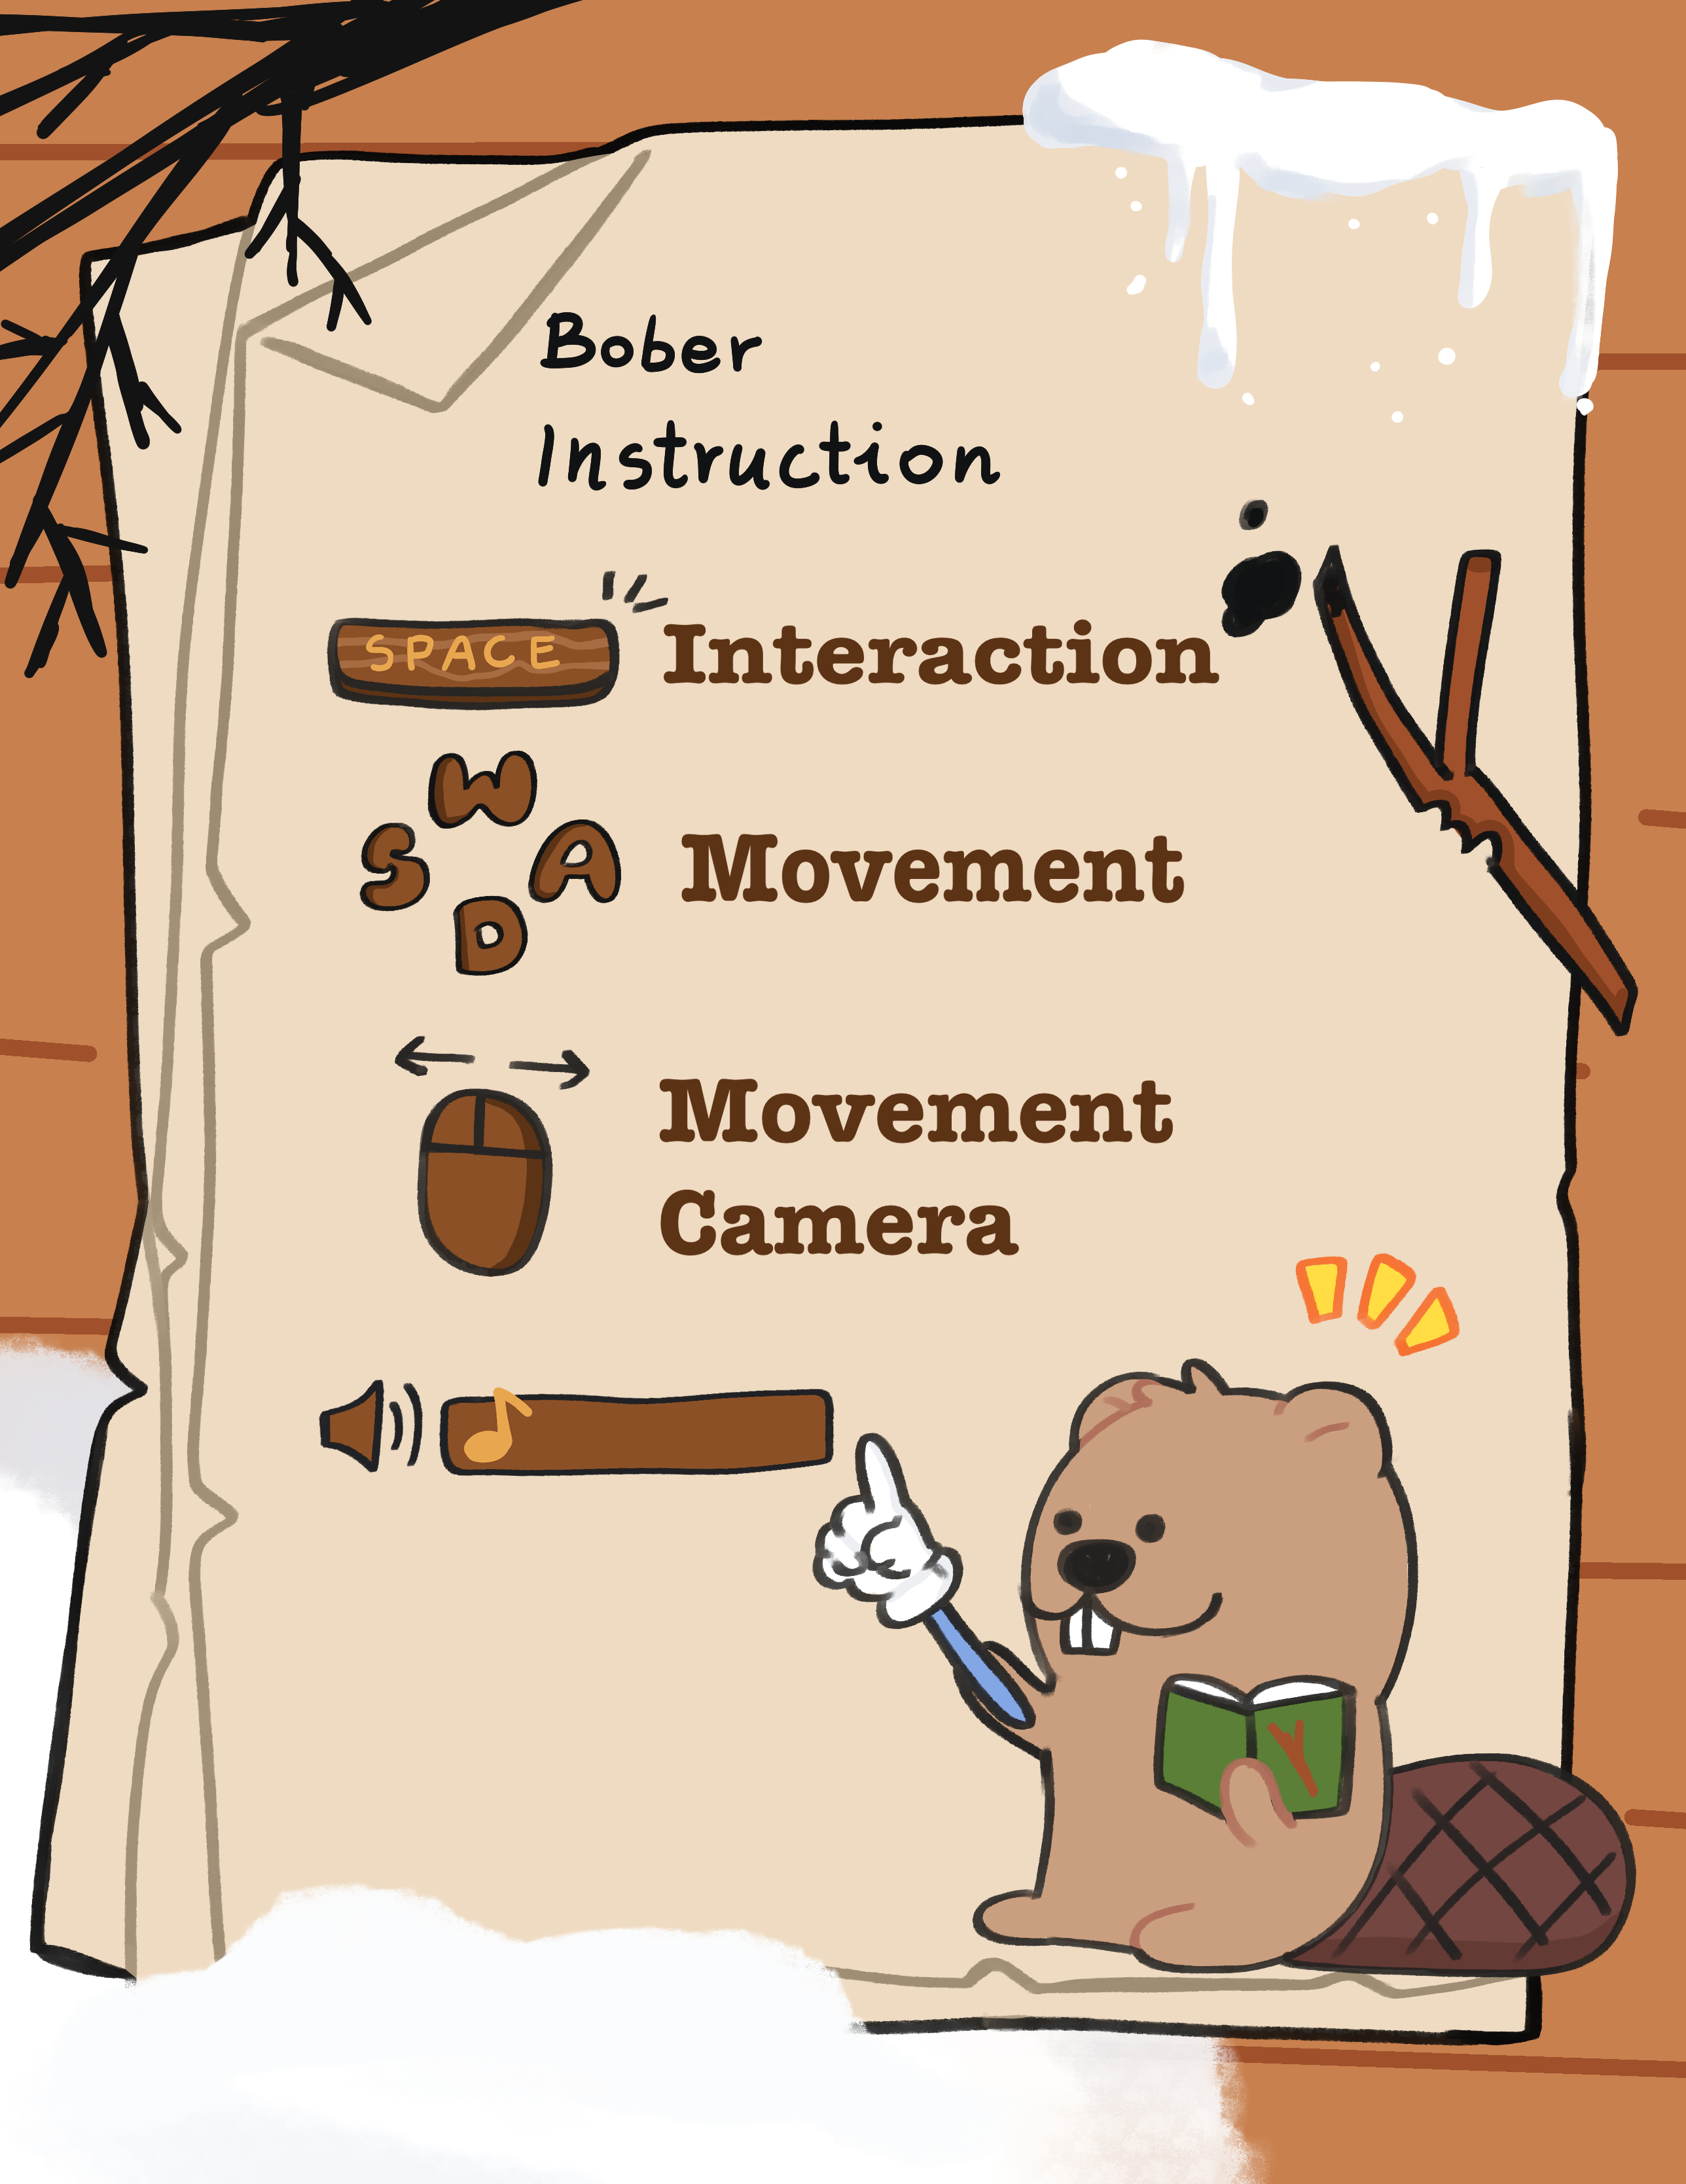 Bober
Instruction
SPACE Interaction
W
S A Movement
D
Movement
Camera